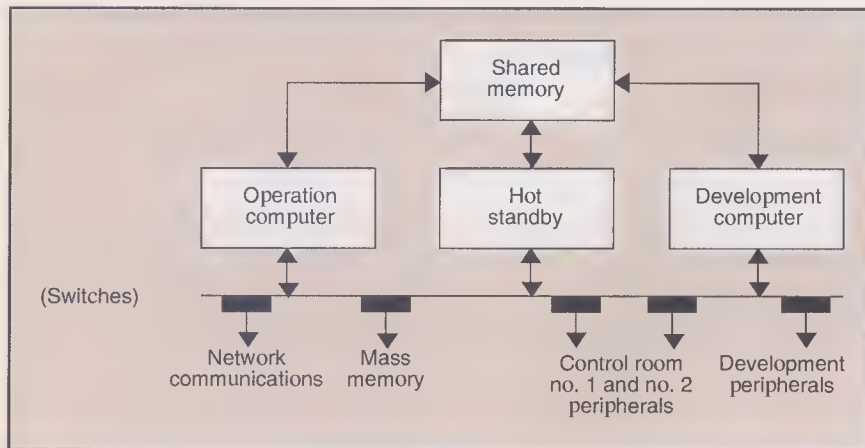 Shared
memory
Operation
computer
Hot
standby
Development
computer
(Switches)
Network
communications
Mass
memory
Control room
no. 1 and no. 2
peripherals
Development
peripherals